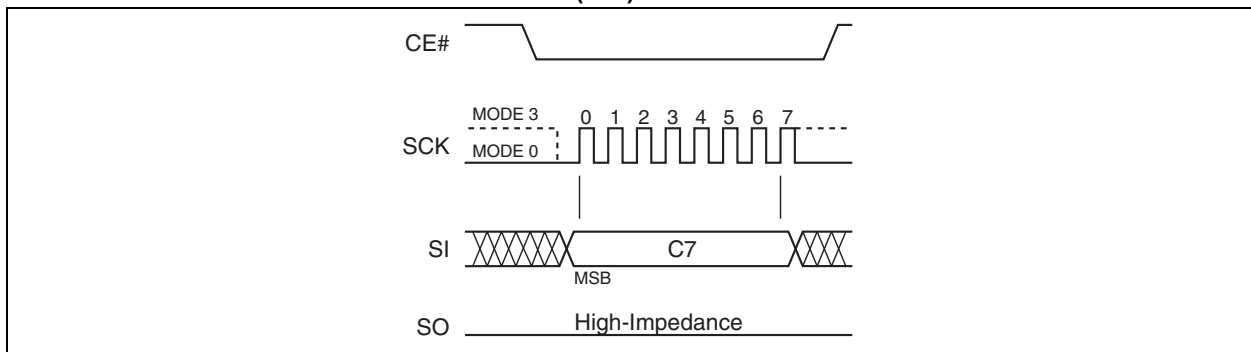 CE#
MODE 3
0 1 2 3 4 5 6 7
SCK
MODE 0
SI
C7
MSB
SO
High-Impedance